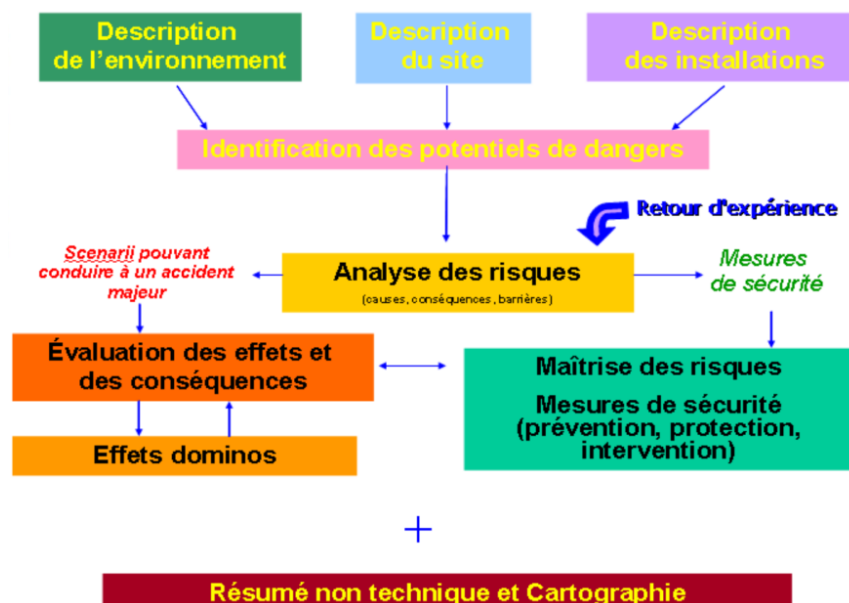 Description
de l'environnement
Description
du site
Description
des installations
Identification des potentiels de dangers
Retour d'expérience
Scenarii pouvant
conduire à un accident
majeur
Analyse des risques
(causes, conséquences, barrières)
Mesures
de sécurité
Évaluation des effets et
des conséquences
Maîtrise des risques
Mesures de sécurité
(prévention, protection,
intervention)
Effets dominos
+
Résumé non technique et Cartographie